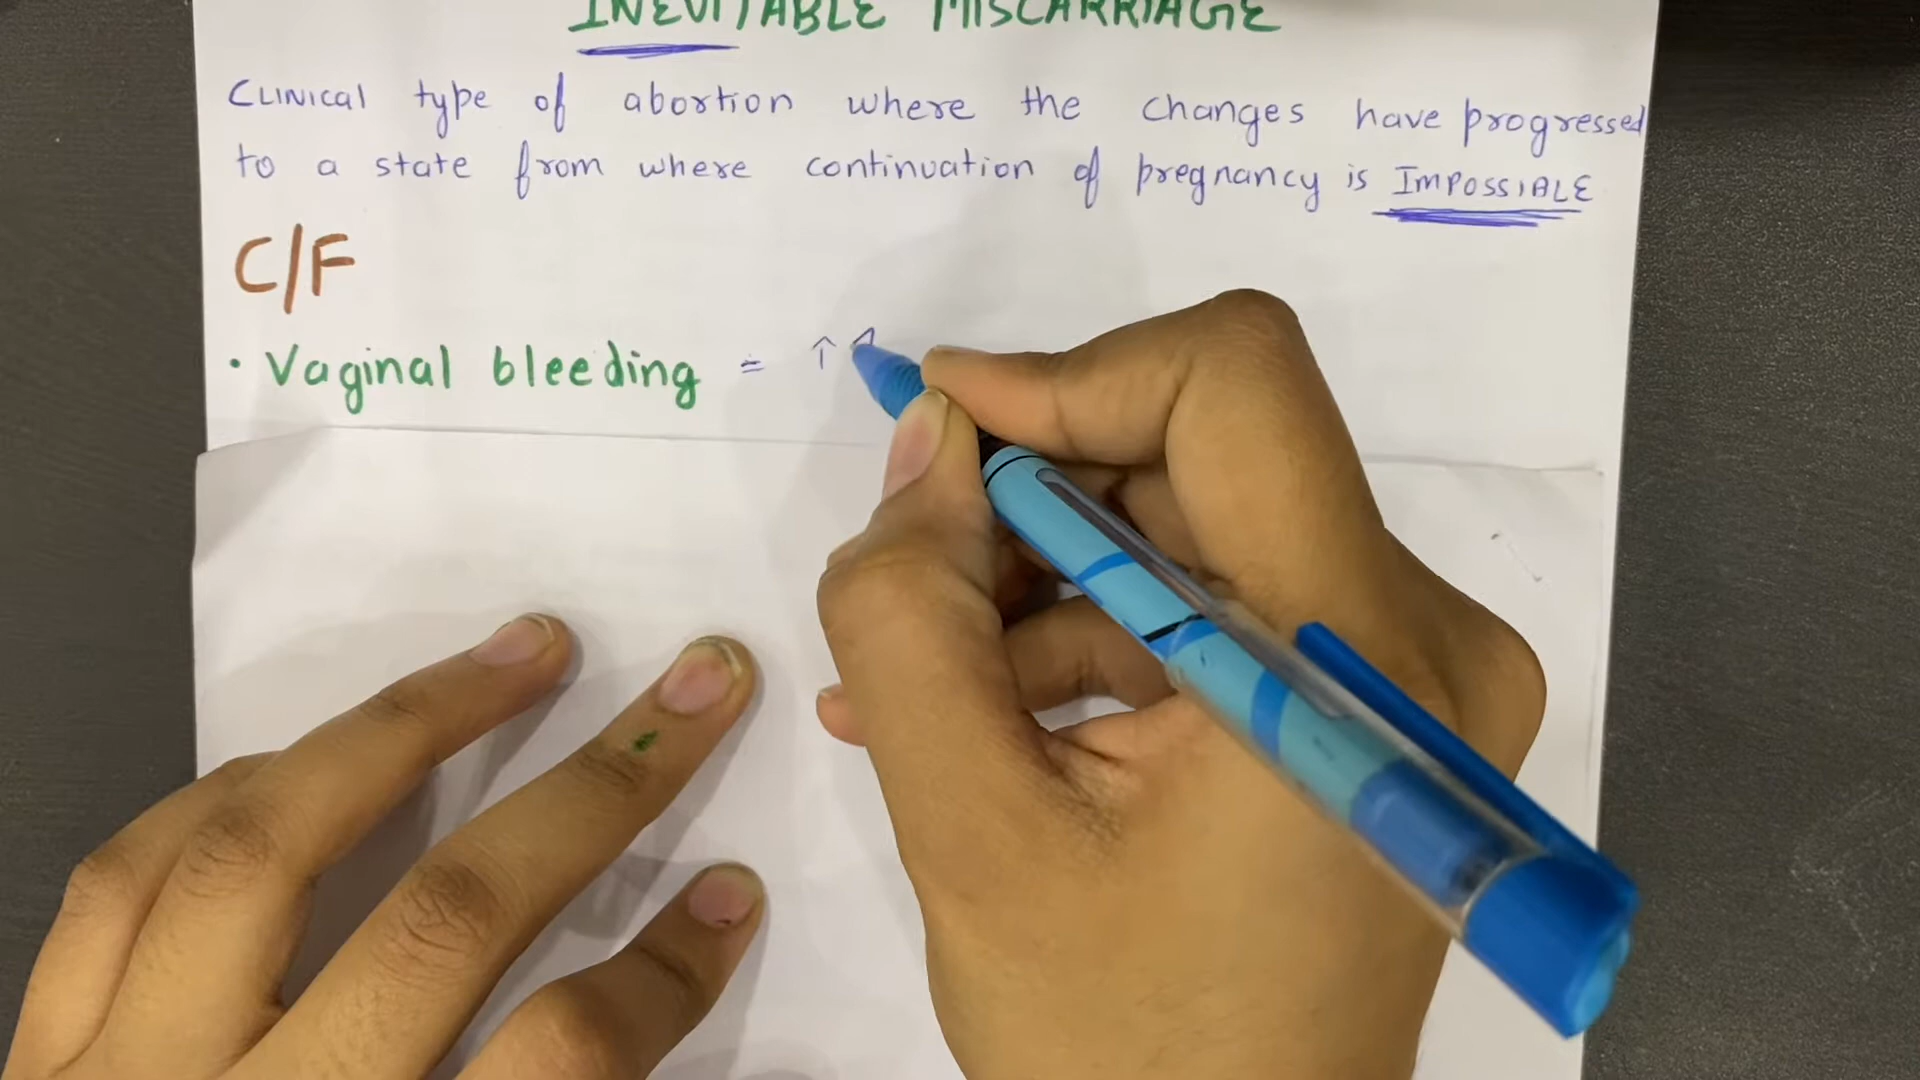 INEVITABLE MISCARRIAGE
CLINICal type of abortion where the changes have progressed
to a state from where continuation of pregnancy is IMPOSSIBLE
C/F
• Vaginal bleeding = ↑↑